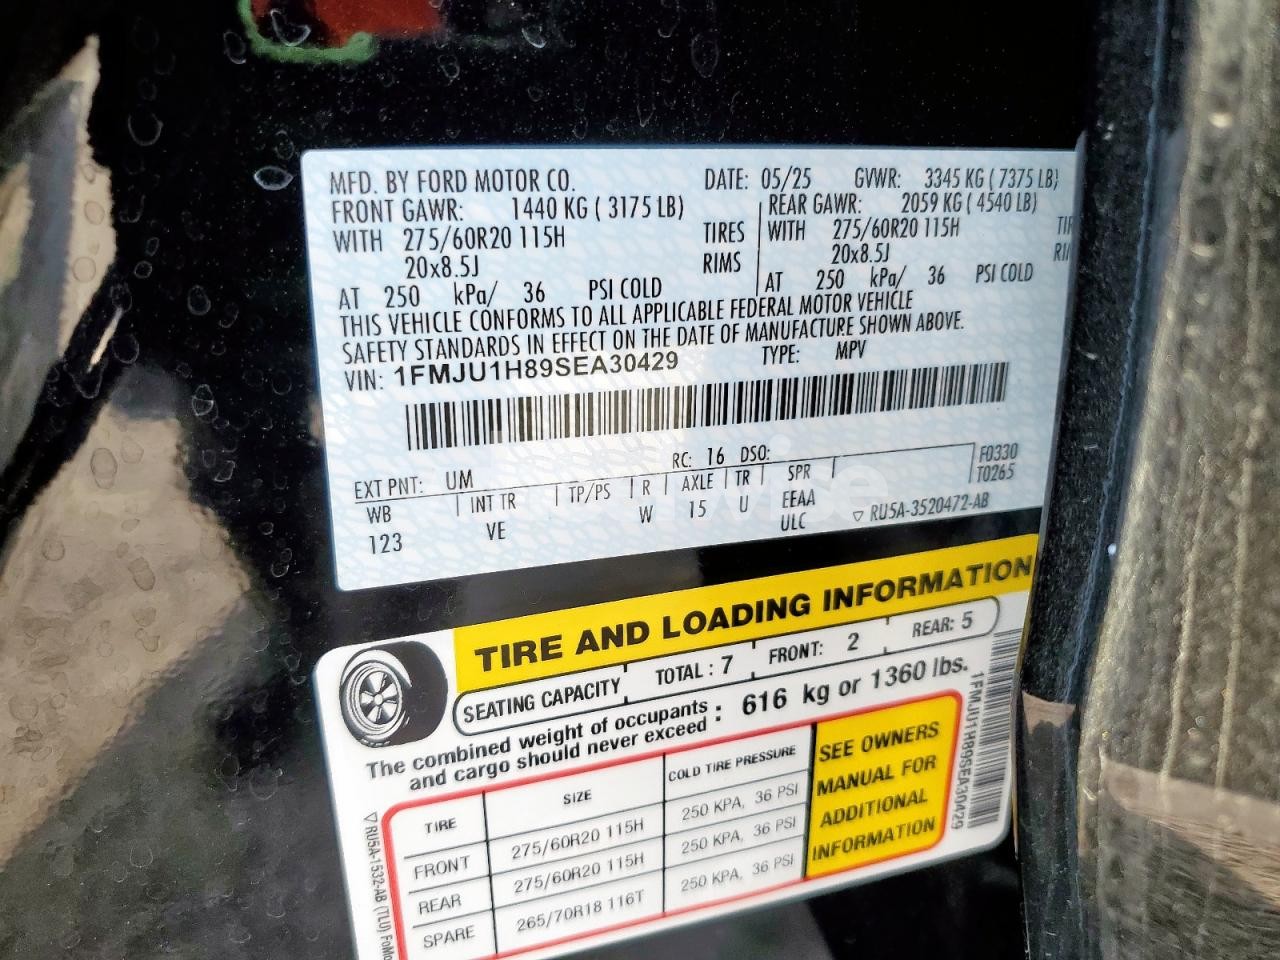 MFD. BY FORD MOTOR CO. DATE: 05/25 GVWR: 3345 KG ( 7375 LB)
FRONT GAWR: 1440 KG ( 3175 LB) REAR GAWR: 2059 KG ( 4540 LB)
WITH 275/60R20 115H TIRES WITH 275/60R20 115H TIR
20x8.5J RIMS 20x8.5J RI
AT 250 kPa/ 36 PSI COLD AT 250 kPa/ 36 PSI COLD
THIS VEHICLE CONFORMS TO ALL APPLICABLE FEDERAL MOTOR VEHICLE
SAFETY STANDARDS IN EFFECT ON THE DATE OF MANUFACTURE SHOWN ABOVE.
VIN: 1FMJU1H89SEA30429 TYPE: MPV
EXT PNT: UM RC: 16 DSO: F0330
WB INT TR TP/PS R AXLE TR SPR T0265
123 VE W 15 U EEAA
ULC ▽ RU5A-3520472-AB
TIRE AND LOADING INFORMATION
SEATING CAPACITY TOTAL : 7 FRONT: 2 REAR: 5
The combined weight of occupants and cargo should never exceed : 616 kg or 1360 lbs.
TIRE SIZE COLD TIRE PRESSURE
FRONT 275/60R20 115H 250 KPA, 36 PSI
REAR 275/60R20 115H 250 KPA, 36 PSI
SPARE 265/70R18 116T 250 KPA, 36 PSI
SEE OWNERS
MANUAL FOR
ADDITIONAL
INFORMATION
1FMJU1H89SEA30429
▽ RU5A-1532-AB (TLU) FoMo